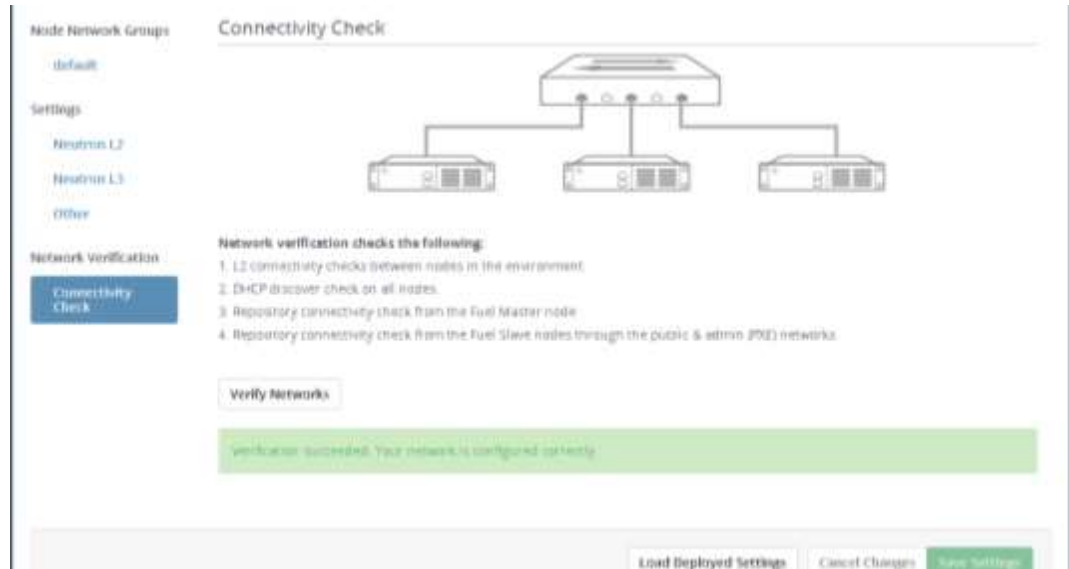 Node Network Groups
default
Settings
Neutron L2
Neutron L3
Other
Network Verification
Connectivity
Check
Connectivity Check
Network verification checks the following:
1. L2 connectivity checks between nodes in the environment
2. DHCP discover check on all nodes
3. Repository connectivity check from the Fuel Master node
4. Repository connectivity check from the Fuel Slave nodes through the public & admin (PXE) networks
Verify Networks
Verification succeeded. Your network is configured correctly.
Load Deployed Settings
Cancel Changes
Save Settings